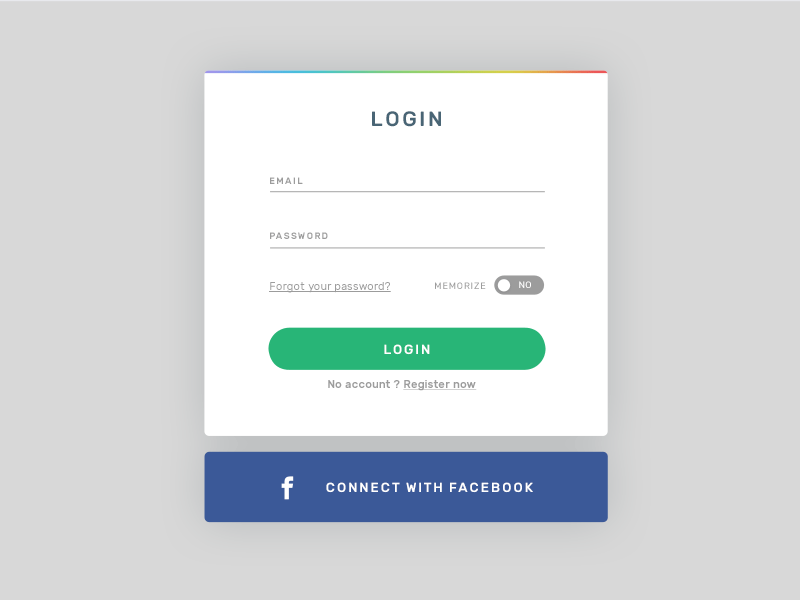 LOGIN
EMAIL
PASSWORD
Forgot your password? MEMORIZE NO
LOGIN
No account ? Register now
f CONNECT WITH FACEBOOK